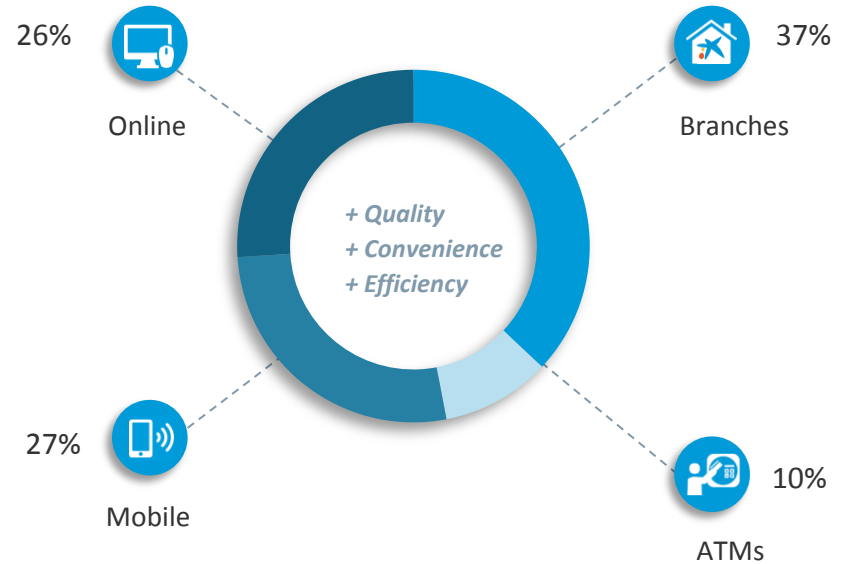 26%
Online
37%
Branches
+ Quality
+ Convenience
+ Efficiency
27%
Mobile
10%
ATMs